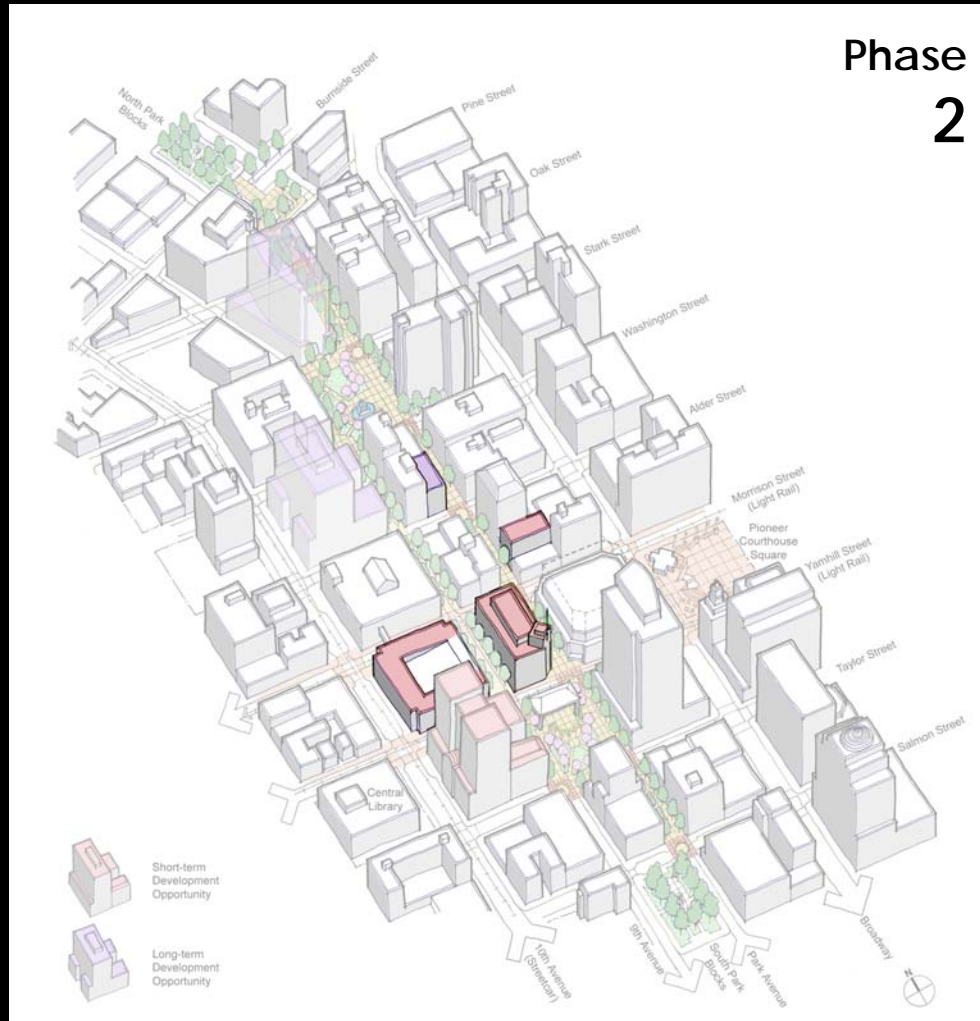 Phase
2
North Park
Blocks
Burnside Street
Pine Street
Oak Street
Stark Street
Washington Street
Alder Street
Morrison Street
(Light Rail)
Pioneer
Courthouse
Square
Yamhill Street
(Light Rail)
Taylor Street
Salmon Street
Central
Library
Short-term
Development
Opportunity
Long-term
Development
Opportunity
10th Avenue
(Streetcar)
9th Avenue
South Park
Blocks
Park Avenue
Broadway
N